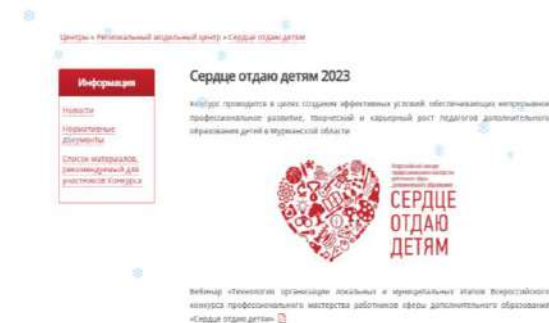 Центры » Региональный модельный центр » Сердце отдаю детям
Информация
Новости
Нормативные
документы
Список материалов,
рекомендуемый для
участников Конкурса
Сердце отдаю детям 2023
Конкурс проводится в целях создания эффективных условий обеспечивающих непрерывное
профессиональное развитие, творческий и карьерный рост педагогов дополнительного
образования детей в Мурманской области
СЕРДЦЕ
ОТДАЮ
ДЕТЯМ
Вебинар «Технологии организации локальных и муниципальных этапов Всероссийского
конкурса профессионального мастерства работников сферы дополнительного образования
«Сердце отдаю детям»